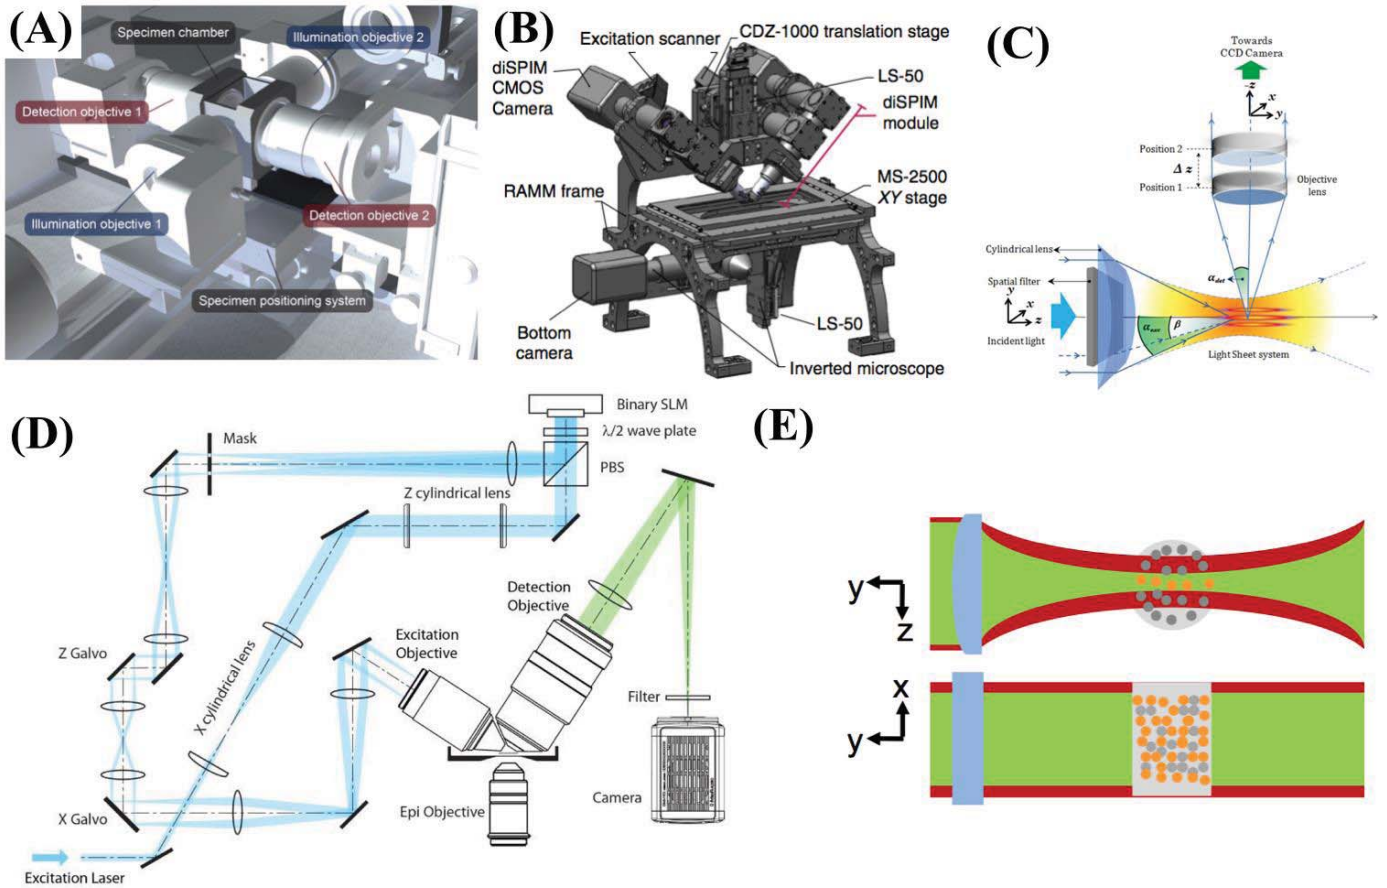 (A)
Specimen chamber
Illumination objective 2
Detection objective 1
Illumination objective 1
Detection objective 2
Specimen positioning system
(B)
Excitation scanner
CDZ-1000 translation stage
diSPIM
CMOS
Camera
LS-50
diSPIM
module
RAMM frame
MS-2500
XY stage
Bottom
camera
LS-50
Inverted microscope
(C)
Towards
CCD Camera
-z
x
y
Position 2
Δ z
Position 1
Objective
lens
Cylindrical lens
Spatial filter
y
x
z
Incident light
α det
α exc
β
Light Sheet system
(D)
Binary SLM
λ/2 wave plate
PBS
Mask
Z cylindrical lens
Detection
Objective
Excitation
Objective
Z Galvo
X cylindrical lens
Filter
X Galvo
Epi Objective
Camera
Excitation Laser
(E)
y
z
x
y